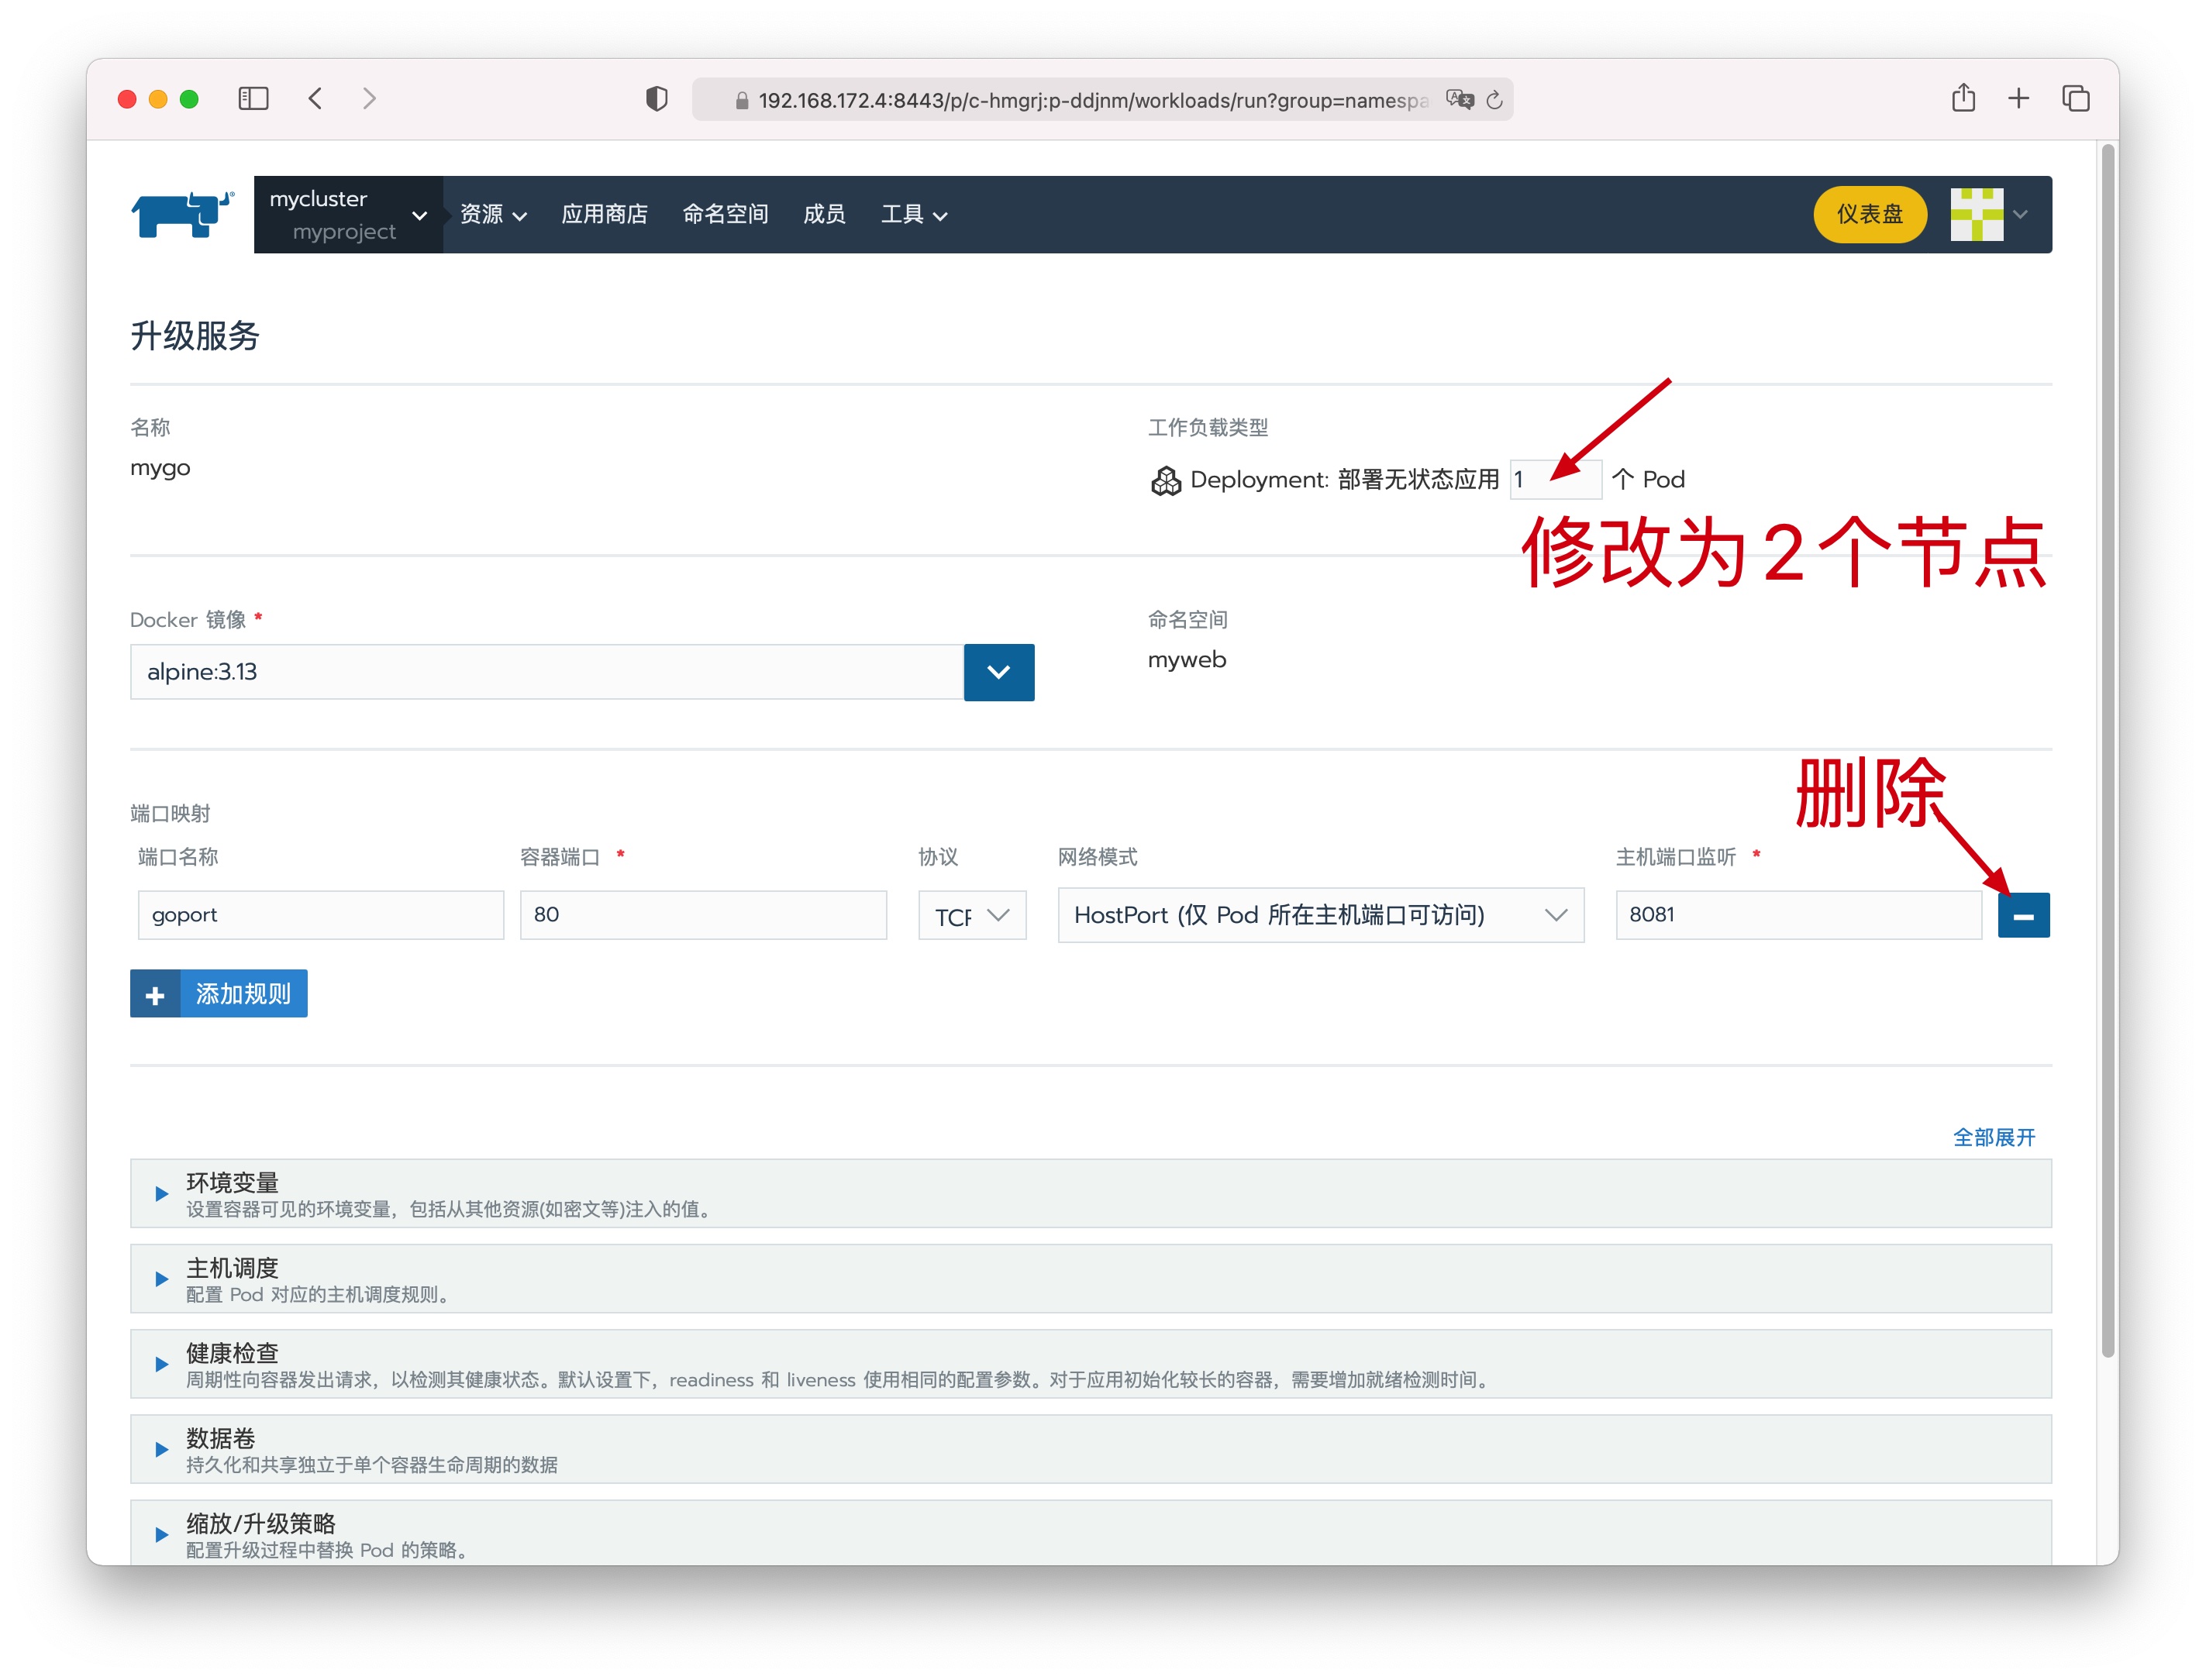 192.168.172.4:8443/p/c-hmgrj:p-ddjnm/workloads/run?group=namespa
mycluster
myproject
资源
应用商店
命名空间
成员
工具
仪表盘
升级服务
名称
工作负载类型
mygo
Deployment: 部署无状态应用 1 个 Pod
修改为2个节点
Docker 镜像 *
命名空间
alpine:3.13
myweb
删除
端口映射
端口名称
容器端口 *
协议
网络模式
主机端口监听 *
goport
80
TCP
HostPort (仅 Pod 所在主机端口可访问)
8081
添加规则
全部展开
环境变量
设置容器可见的环境变量，包括从其他资源(如密文等)注入的值。
主机调度
配置 Pod 对应的主机调度规则。
健康检查
周期性向容器发出请求，以检测其健康状态。默认设置下，readiness 和 liveness 使用相同的配置参数。对于应用初始化较长的容器，需要增加就绪检测时间。
数据卷
持久化和共享独立于单个容器生命周期的数据
缩放/升级策略
配置升级过程中替换 Pod 的策略。